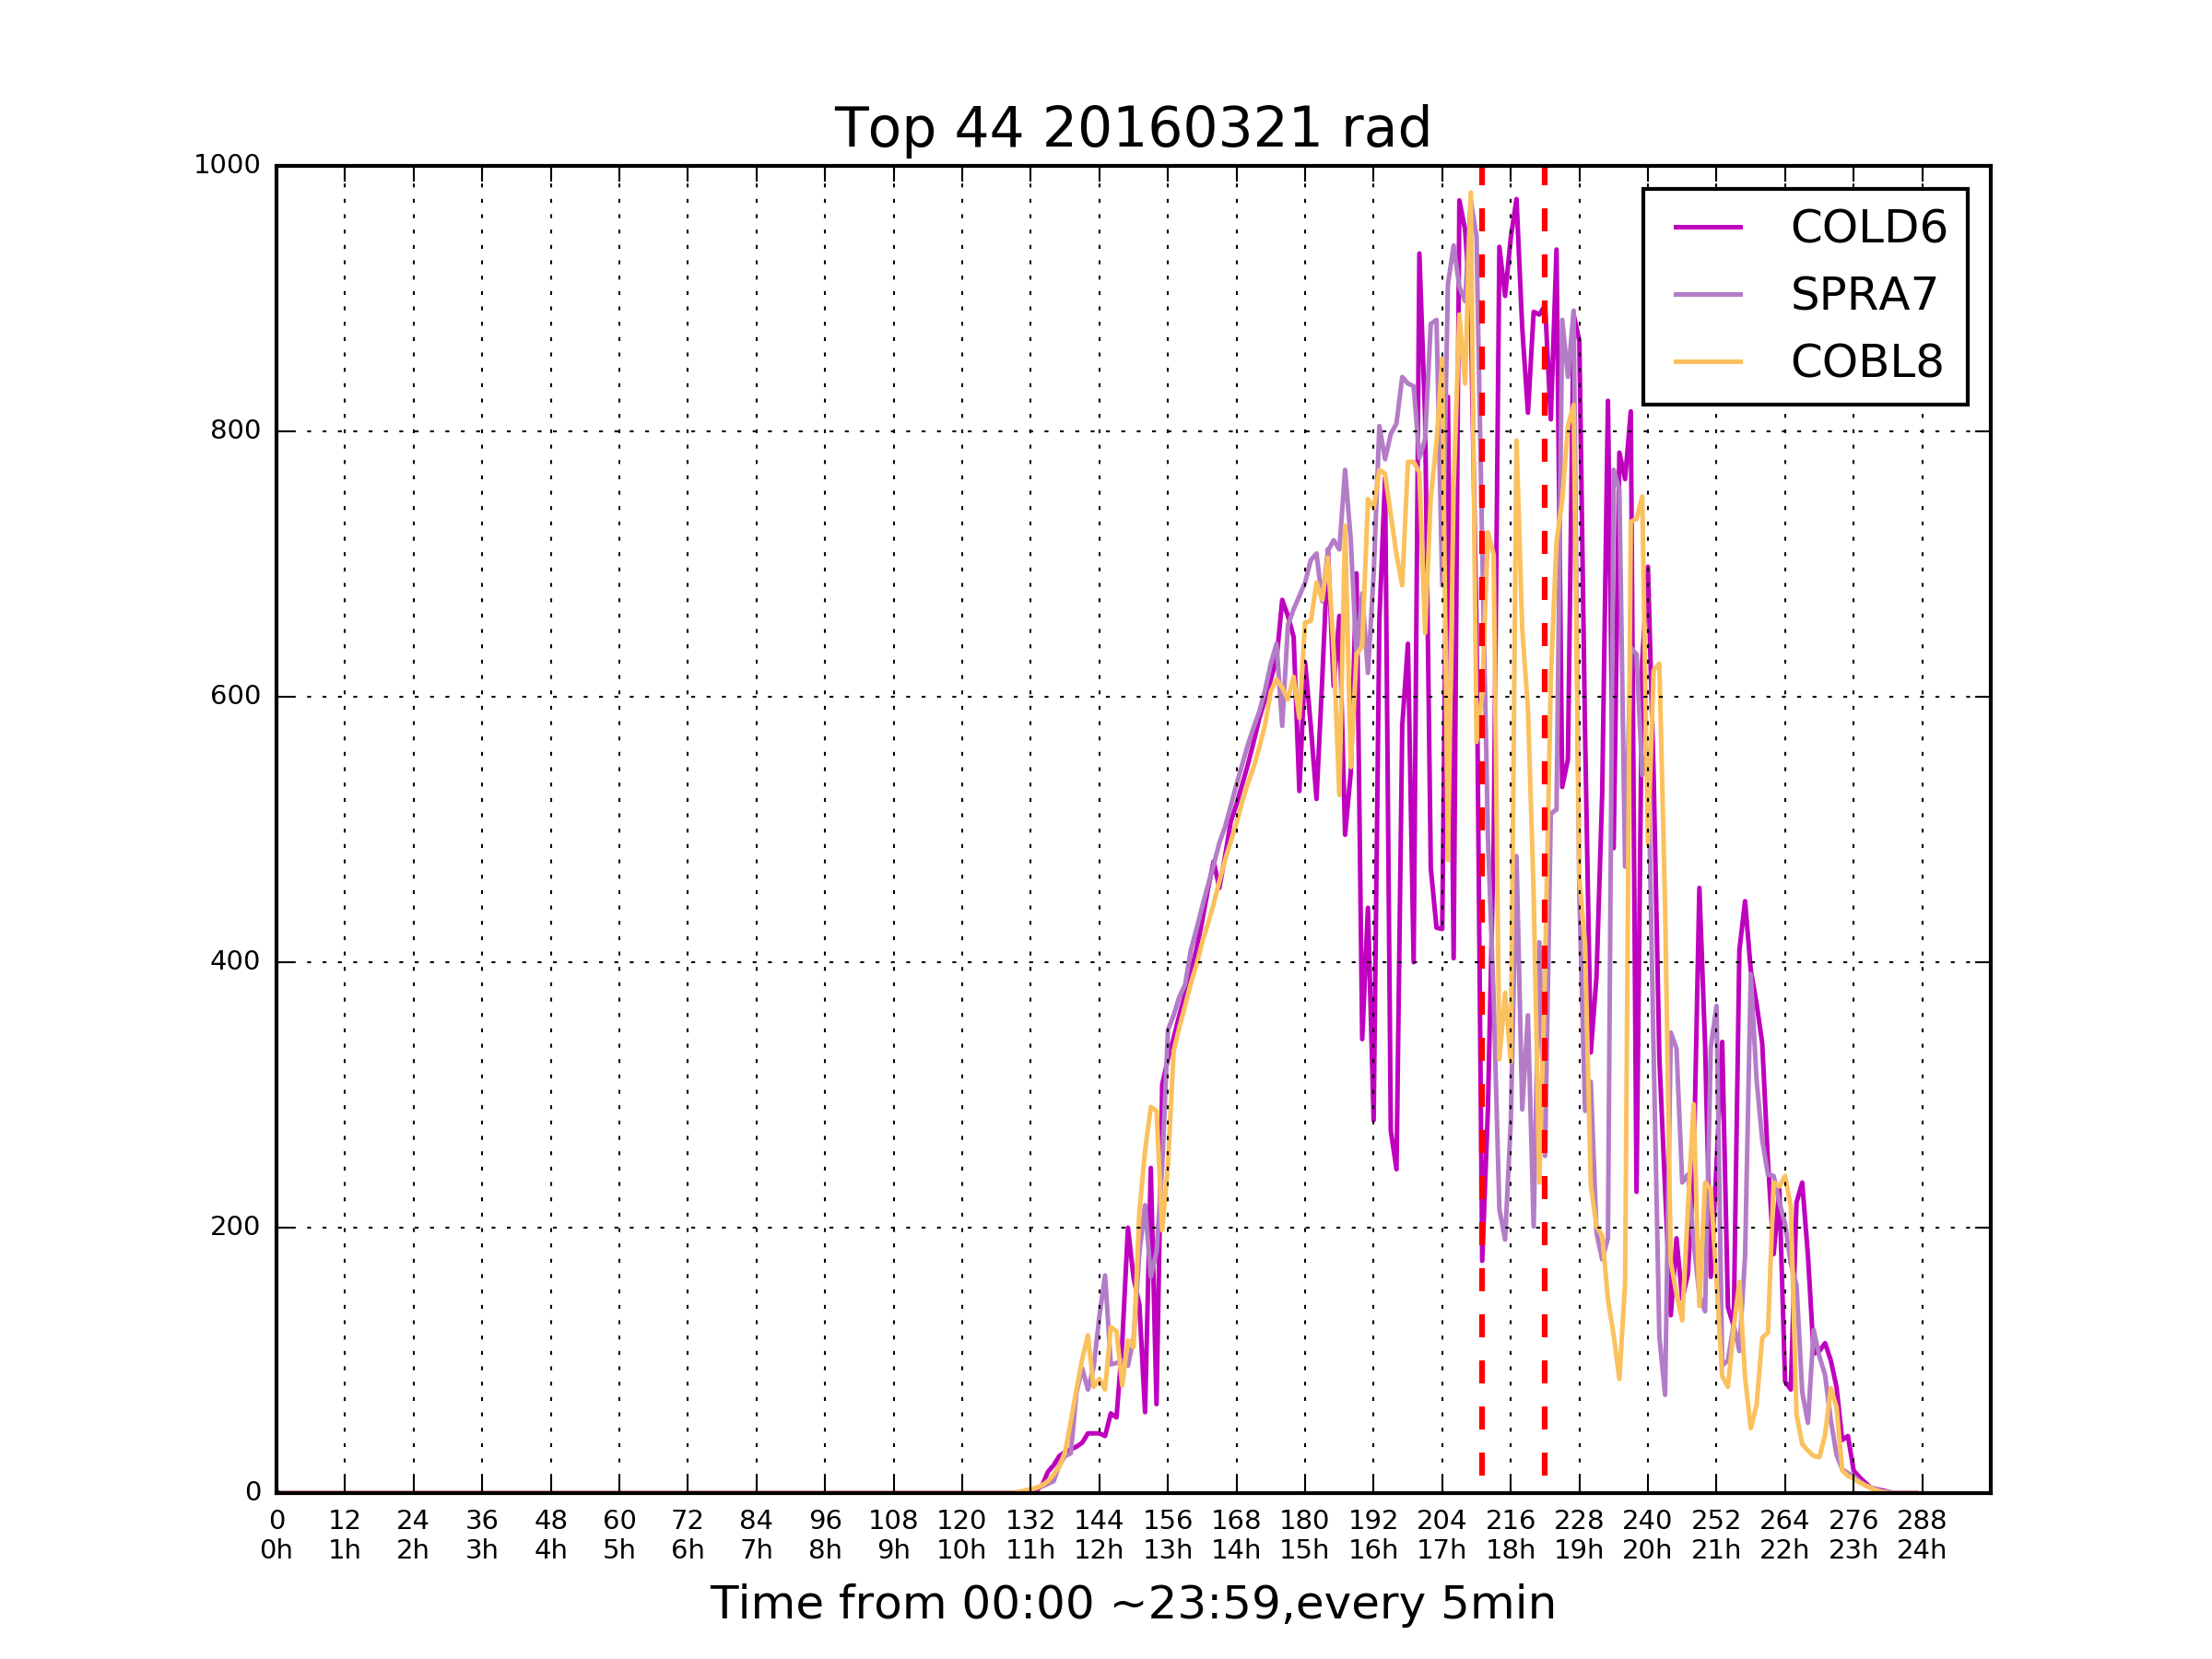 Top 44 20160321 rad
1000
800
600
400
200
0
COLD6
SPRA7
COBL8
0 12 24 36 48 60 72 84 96 108 120 132 144 156 168 180 192 204 216 228 240 252 264 276 288
0h 1h 2h 3h 4h 5h 6h 7h 8h 9h 10h 11h 12h 13h 14h 15h 16h 17h 18h 19h 20h 21h 22h 23h 24h
Time from 00:00 ~23:59,every 5min